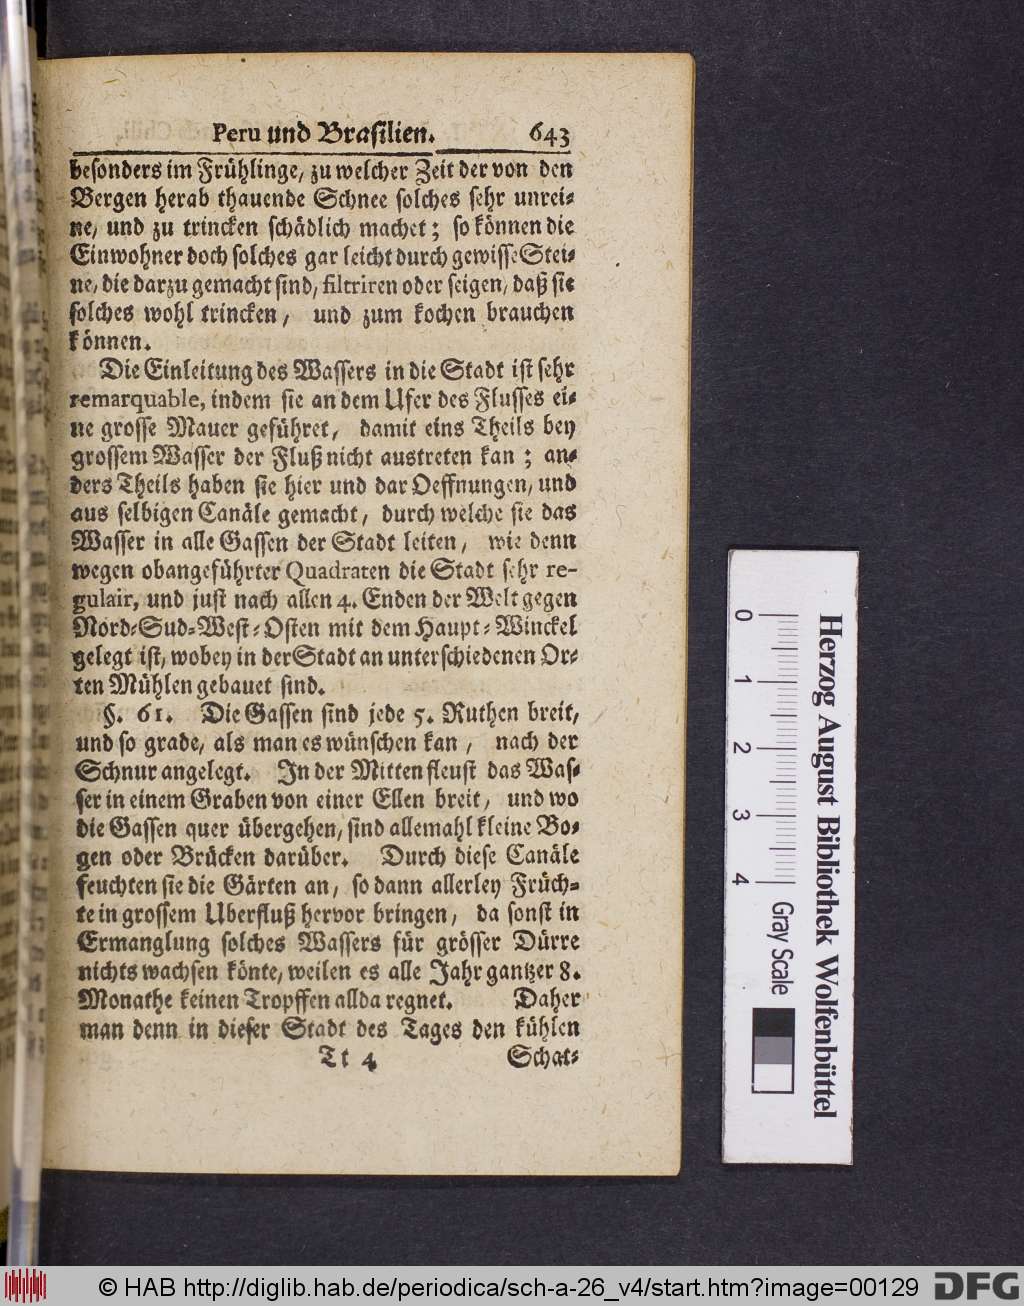 Peru und Brasilien. 643
besonders im Frühlinge, zu welcher Zeit der von den
Bergen herab thauende Schnee solches sehr unrei-
ne, und zu trincken schädlich machet; so können die
Einwohner doch solches gar leicht durch gewisse Stei-
ne, die darzu gemacht sind, filtriren oder seigen, daß sie
solches wohl trincken, und zum kochen brauchen
können.
Die Einleitung des Wassers in die Stadt ist sehr
remarquable, indem sie an dem Ufer des Flusses ei-
ne grosse Mauer geführet, damit eins Theils bey
grossem Wasser der Fluß nicht austreten kan; an-
ders Theils haben sie hier und dar Oeffnungen, und
aus selbigen Canäle gemacht, durch welche sie das
Wasser in alle Gassen der Stadt leiten, wie denn
wegen obangeführter Quadraten die Stadt sehr re-
gulair, und just nach allen 4. Enden der Welt gegen
Nord-Sud-West-Osten mit dem Haupt-Winckel
gelegt ist, wobey in der Stadt an unterschiedenen Or-
ten Mühlen gebauet sind.
§. 61. Die Gassen sind jede 5. Ruthen breit,
und so grade, als man es wünschen kan, nach der
Schnur angelegt. In der Mitten fleust das Was-
ser in einem Graben von einer Ellen breit, und wo
die Gassen quer übergehen, sind allemahl kleine Bo-
gen oder Brücken darüber. Durch diese Canäle
feuchten sie die Gärten an, so dann allerley Früch-
te in grossem Uberfluß hervor bringen, da sonst in
Ermanglung solches Wassers für grösser Dürre
nichts wachsen könte, weilen es alle Jahr gantzer 8.
Monathe keinen Tropffen allda regnet. Daher
man denn in dieser Stadt des Tages den kühlen
Tt 4 Schat-
0 1 2 3 4 Gray Scale
Herzog August Bibliothek Wolfenbüttel
© HAB http://diglib.hab.de/periodica/sch-a-26_v4/start.htm?image=00129 DFG